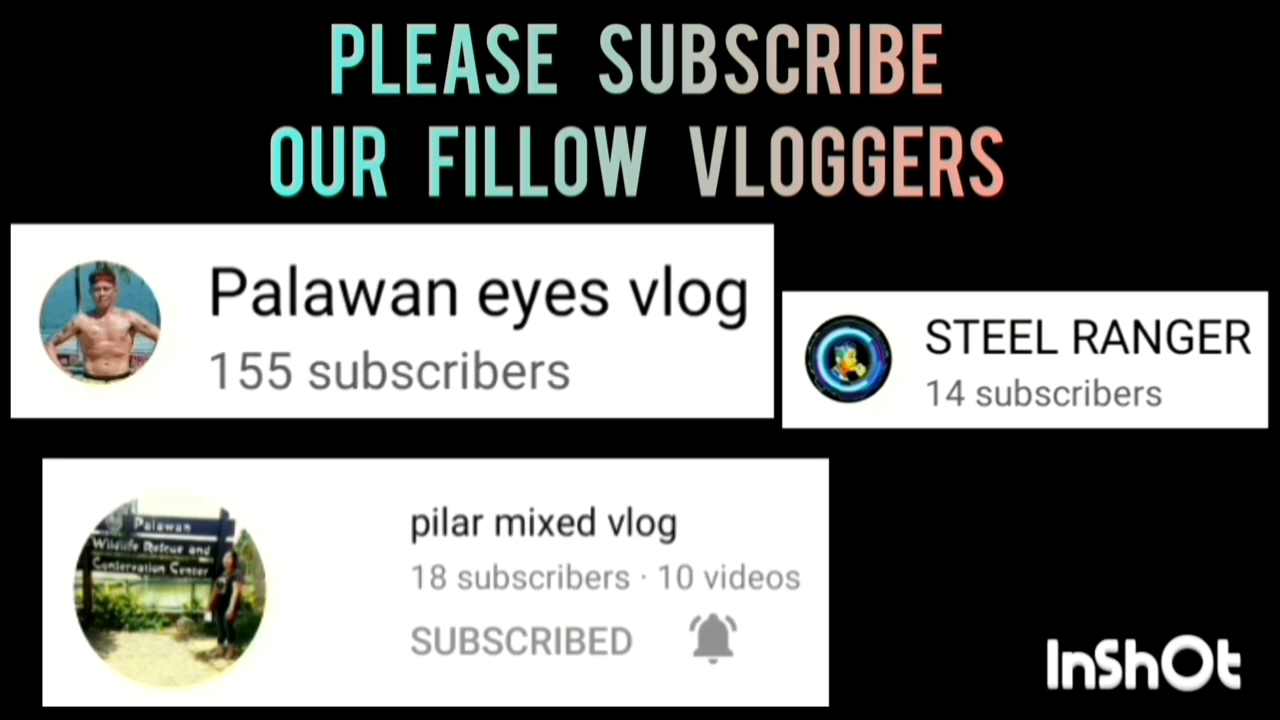 PLEASE SUBSCRIBE
OUR FILLOW VLOGGERS
Palawan eyes vlog
155 subscribers
STEEL RANGER
14 subscribers
Palawan
Wildlife Rescue and
Conservation Center
pilar mixed vlog
18 subscribers · 10 videos
SUBSCRIBED
InShOt